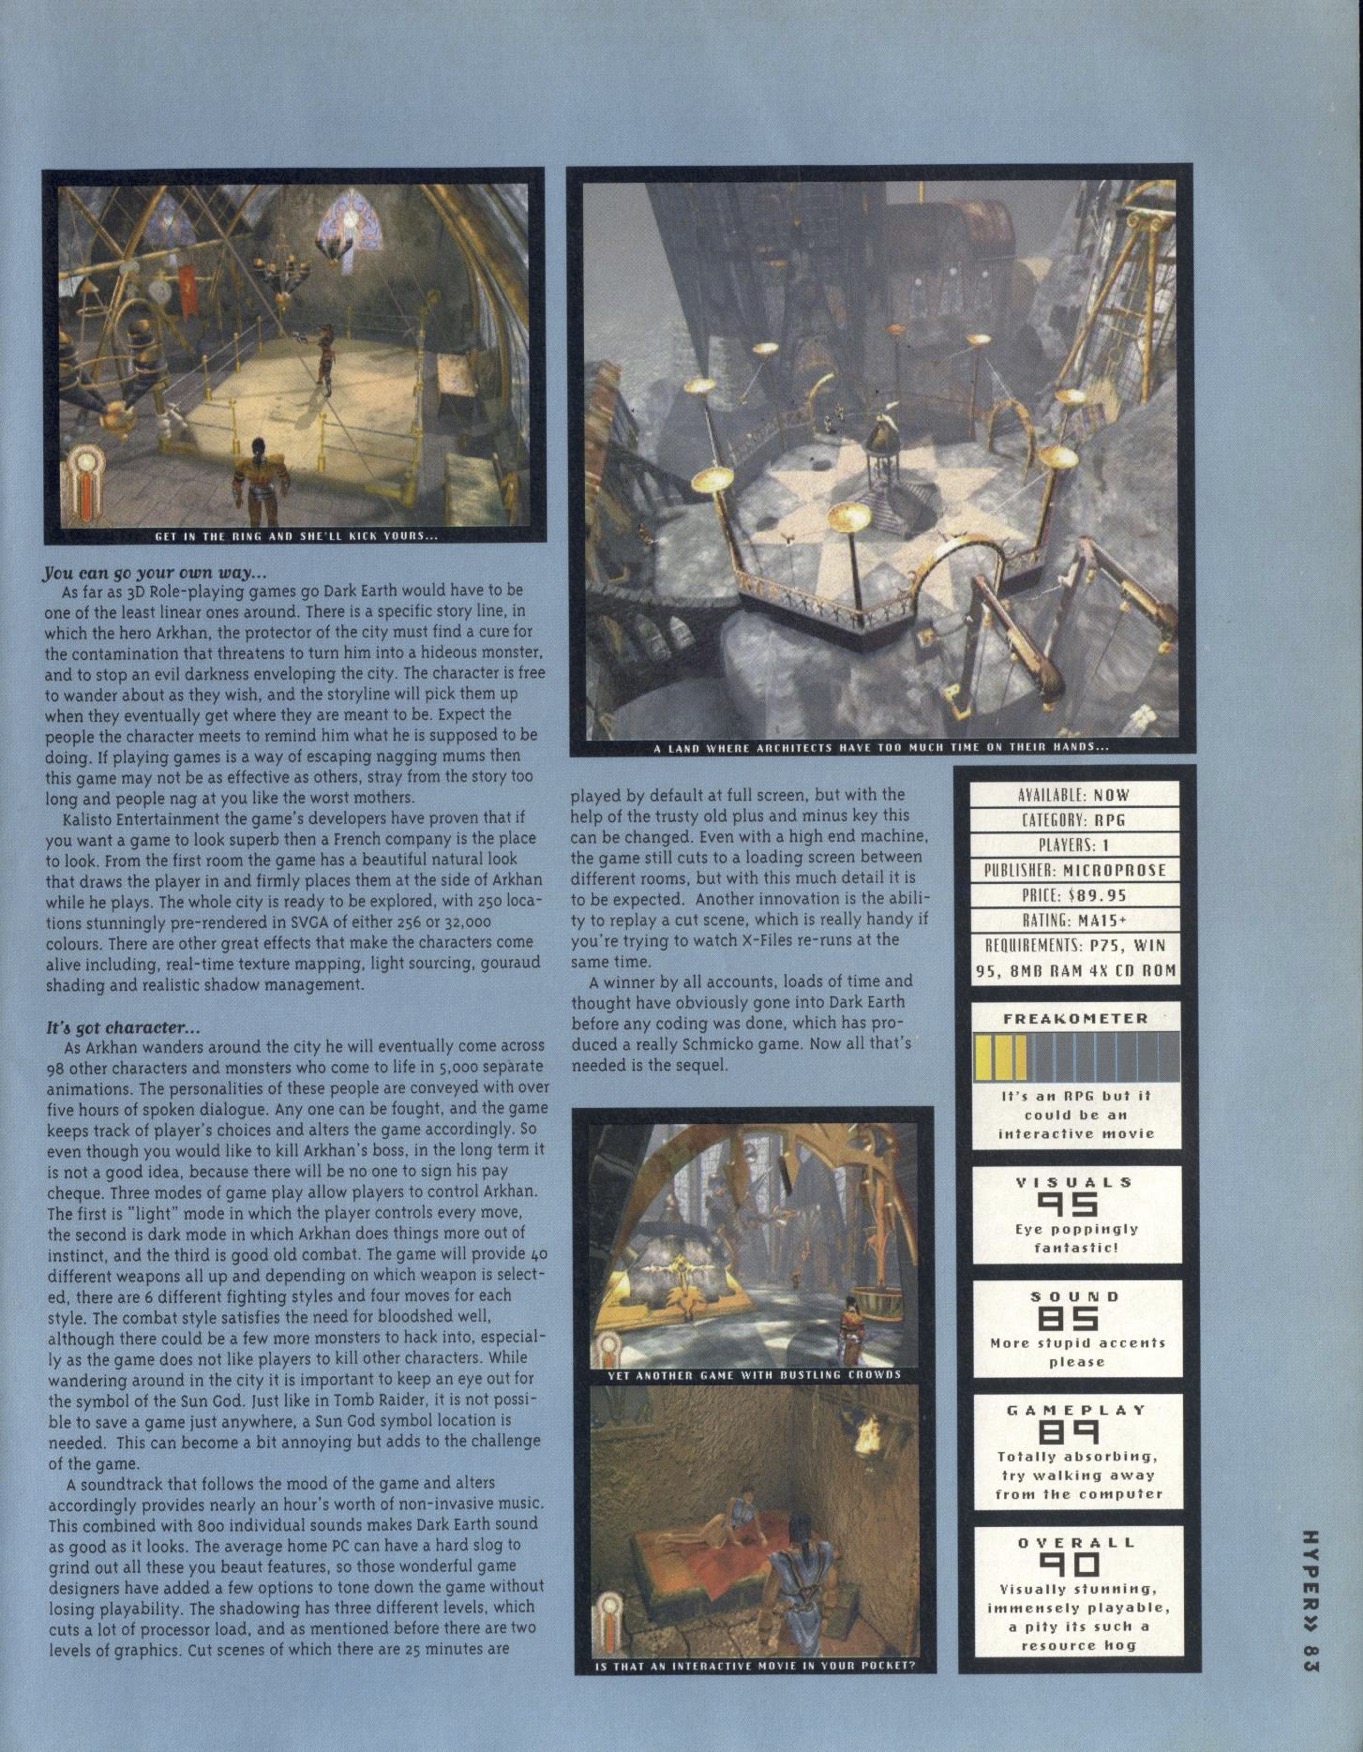 GET IN THE RING AND SHE'LL KICK YOURS...
You can go your own way...
As far as 3D Role-playing games go Dark Earth would have to be
one of the least linear ones around. There is a specific story line, in
which the hero Arkhan, the protector of the city must find a cure for
the contamination that threatens to turn him into a hideous monster,
and to stop an evil darkness enveloping the city. The character is free
to wander about as they wish, and the storyline will pick them up
when they eventually get where they are meant to be. Expect the
people the character meets to remind him what he is supposed to be
doing. If playing games is a way of escaping nagging mums then
this game may not be as effective as others, stray from the story too
long and people nag at you like the worst mothers.
Kalisto Entertainment the game's developers have proven that if
you want a game to look superb then a French company is the place
to look. From the first room the game has a beautiful natural look
that draws the player in and firmly places them at the side of Arkhan
while he plays. The whole city is ready to be explored, with 250 loca-
tions stunningly pre-rendered in SVGA of either 256 or 32,000
colours. There are other great effects that make the characters come
alive including, real-time texture mapping, light sourcing, gouraud
shading and realistic shadow management.
It's got character...
As Arkhan wanders around the city he will eventually come across
98 other characters and monsters who come to life in 5,000 separate
animations. The personalities of these people are conveyed with over
five hours of spoken dialogue. Any one can be fought, and the game
keeps track of player's choices and alters the game accordingly. So
even though you would like to kill Arkhan's boss, in the long term it
is not a good idea, because there will be no one to sign his pay
cheque. Three modes of game play allow players to control Arkhan.
The first is "light" mode in which the player controls every move,
the second is dark mode in which Arkhan does things more out of
instinct, and the third is good old combat. The game will provide 40
different weapons all up and depending on which weapon is select-
ed, there are 6 different fighting styles and four moves for each
style. The combat style satisfies the need for bloodshed well,
although there could be a few more monsters to hack into, especial-
ly as the game does not like players to kill other characters. While
wandering around in the city it is important to keep an eye out for
the symbol of the Sun God. Just like in Tomb Raider, it is not possi-
ble to save a game just anywhere, a Sun God symbol location is
needed. This can become a bit annoying but adds to the challenge
of the game.
A soundtrack that follows the mood of the game and alters
accordingly provides nearly an hour's worth of non-invasive music.
This combined with 800 individual sounds makes Dark Earth sound
as good as it looks. The average home PC can have a hard slog to
grind out all these you beaut features, so those wonderful game
designers have added a few options to tone down the game without
losing playability. The shadowing has three different levels, which
cuts a lot of processor load, and as mentioned before there are two
levels of graphics. Cut scenes of which there are 25 minutes are
A LAND WHERE ARCHITECTS HAVE TOO MUCH TIME ON THEIR HANDS...
played by default at full screen, but with the
help of the trusty old plus and minus key this
can be changed. Even with a high end machine,
the game still cuts to a loading screen between
different rooms, but with this much detail it is
to be expected. Another innovation is the abili-
ty to replay a cut scene, which is really handy if
you're trying to watch X-Files re-runs at the
same time.
A winner by all accounts, loads of time and
thought have obviously gone into Dark Earth
before any coding was done, which has pro-
duced a really Schmicko game. Now all that's
needed is the sequel.
YET ANOTHER GAME WITH BUSTLING CROWDS
IS THAT AN INTERACTIVE MOVIE IN YOUR POCKET?
AVAILABLE: NOW
CATEGORY: RPG
PLAYERS: 1
PUBLISHER: MICROPROSE
PRICE: $89.95
RATING: MA15+
REQUIREMENTS: P75, WIN
95, 8MB RAM 4X CD ROM
FREAKOMETER
It's an RPG but it
could be an
interactive movie
VISUALS
95
Eye poppingly
fantastic!
SOUND
85
More stupid accents
please
GAMEPLAY
89
Totally absorbing,
try walking away
from the computer
OVERALL
90
Visually stunning,
immensely playable,
a pity its such a
resource hog
HYPER» 83